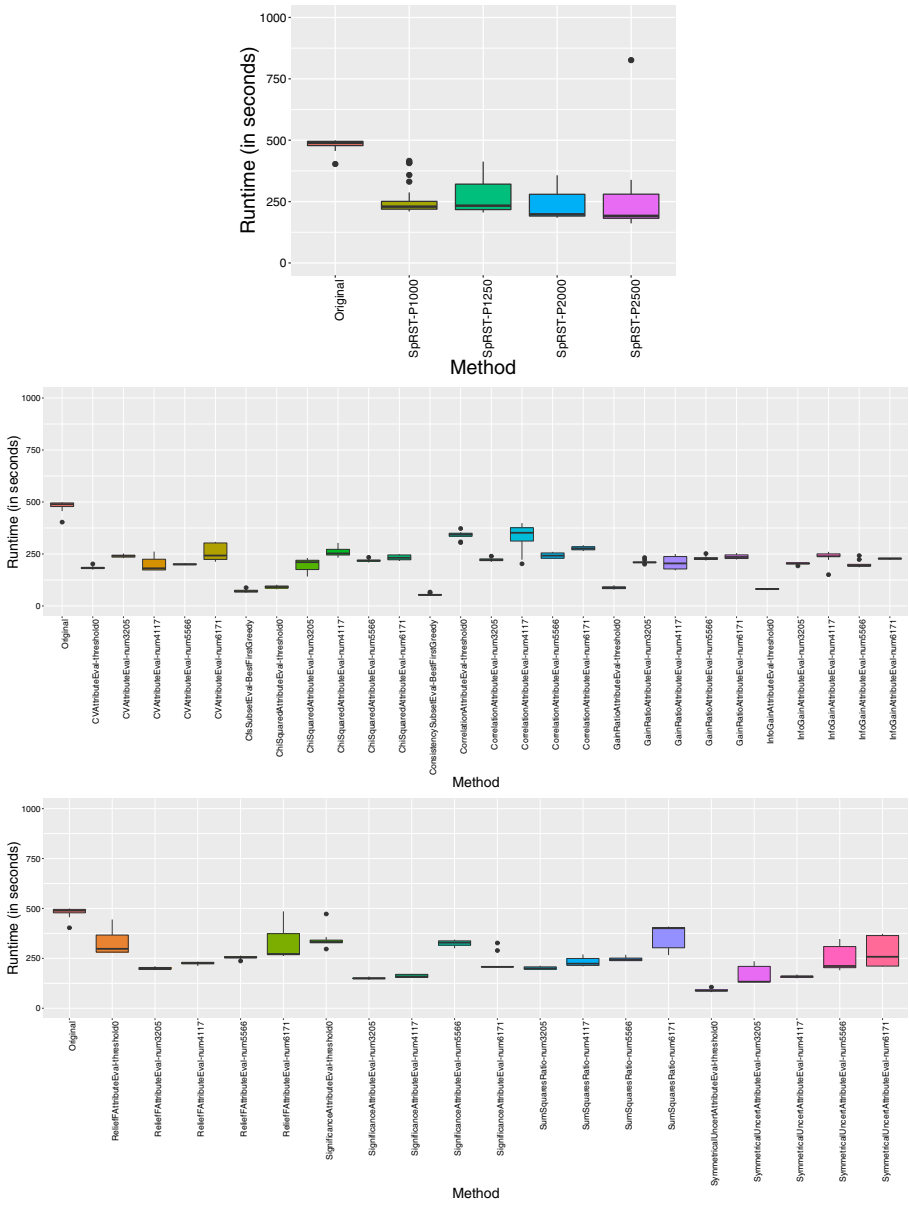 Runtime (in seconds)
1000
750
500
250
0
Original
SpRST-P1000
SpRST-P1250
SpRST-P2000
SpRST-P2500
Method
Runtime (in seconds)
1000
750
500
250
0
Original
CVAttributeEval-threshold0
CVAttributeEval-num3205
CVAttributeEval-num4117
CVAttributeEval-num5566
CVAttributeEval-num6171
CfsSubsetEval-BestFirstGreedy
ChiSquaredAttributeEval-threshold0
ChiSquaredAttributeEval-num3205
ChiSquaredAttributeEval-num4117
ChiSquaredAttributeEval-num5566
ChiSquaredAttributeEval-num6171
ConsistencySubsetEval-BestFirstGreedy
CorrelationAttributeEval-threshold0
CorrelationAttributeEval-num3205
CorrelationAttributeEval-num4117
CorrelationAttributeEval-num5566
CorrelationAttributeEval-num6171
GainRatioAttributeEval-threshold0
GainRatioAttributeEval-num3205
GainRatioAttributeEval-num4117
GainRatioAttributeEval-num5566
GainRatioAttributeEval-num6171
InfoGainAttributeEval-threshold0
InfoGainAttributeEval-num3205
InfoGainAttributeEval-num4117
InfoGainAttributeEval-num5566
InfoGainAttributeEval-num6171
Method
Runtime (in seconds)
1000
750
500
250
0
Original
ReliefFAttributeEval-threshold0
ReliefFAttributeEval-num3205
ReliefFAttributeEval-num4117
ReliefFAttributeEval-num5566
ReliefFAttributeEval-num6171
SignificanceAttributeEval-threshold0
SignificanceAttributeEval-num3205
SignificanceAttributeEval-num4117
SignificanceAttributeEval-num5566
SignificanceAttributeEval-num6171
SumSquaresRatio-num3205
SumSquaresRatio-num4117
SumSquaresRatio-num5566
SumSquaresRatio-num6171
SymmetricalUncertAttributeEval-threshold0
SymmetricalUncertAttributeEval-num3205
SymmetricalUncertAttributeEval-num4117
SymmetricalUncertAttributeEval-num5566
SymmetricalUncertAttributeEval-num6171
Method